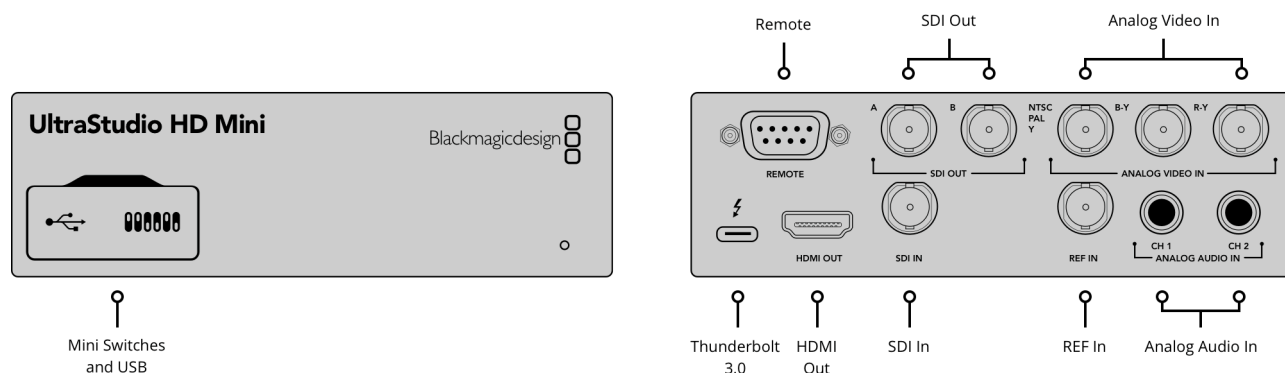 Remote
SDI Out
Analog Video In
UltraStudio HD Mini
Blackmagicdesign
A
B
NTSC
PAL
Y
B-Y
R-Y
REMOTE
SDI OUT
ANALOG VIDEO IN
HDMI OUT
SDI IN
REF IN
CH 1
CH 2
ANALOG AUDIO IN
Mini Switches
and USB
Thunderbolt
3.0
HDMI
Out
SDI In
REF In
Analog Audio In